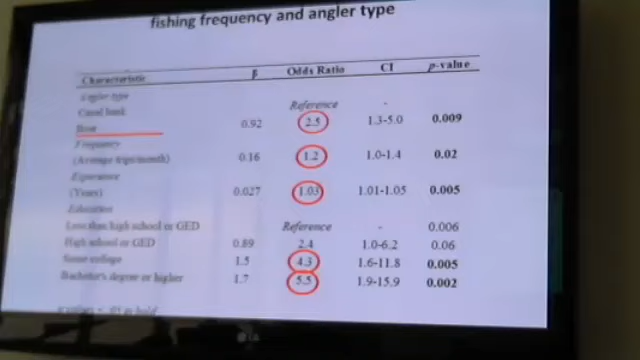 fishing frequency and angler type
Characteristic β Odds Ratio CI p-value
Angler type
Canal bank Reference -
Boat 0.92 2.5 1.3-5.0 0.009
Frequency
(Average trips/month) 0.16 1.2 1.0-1.4 0.02
Experience
(Years) 0.027 1.03 1.01-1.05 0.005
Education
Less than high school or GED Reference - 0.006
High school or GED 0.89 2.4 1.0-6.2 0.06
Some college 1.5 4.3 1.6-11.8 0.005
Bachelor's degree or higher 1.7 5.5 1.9-15.9 0.002
in bold